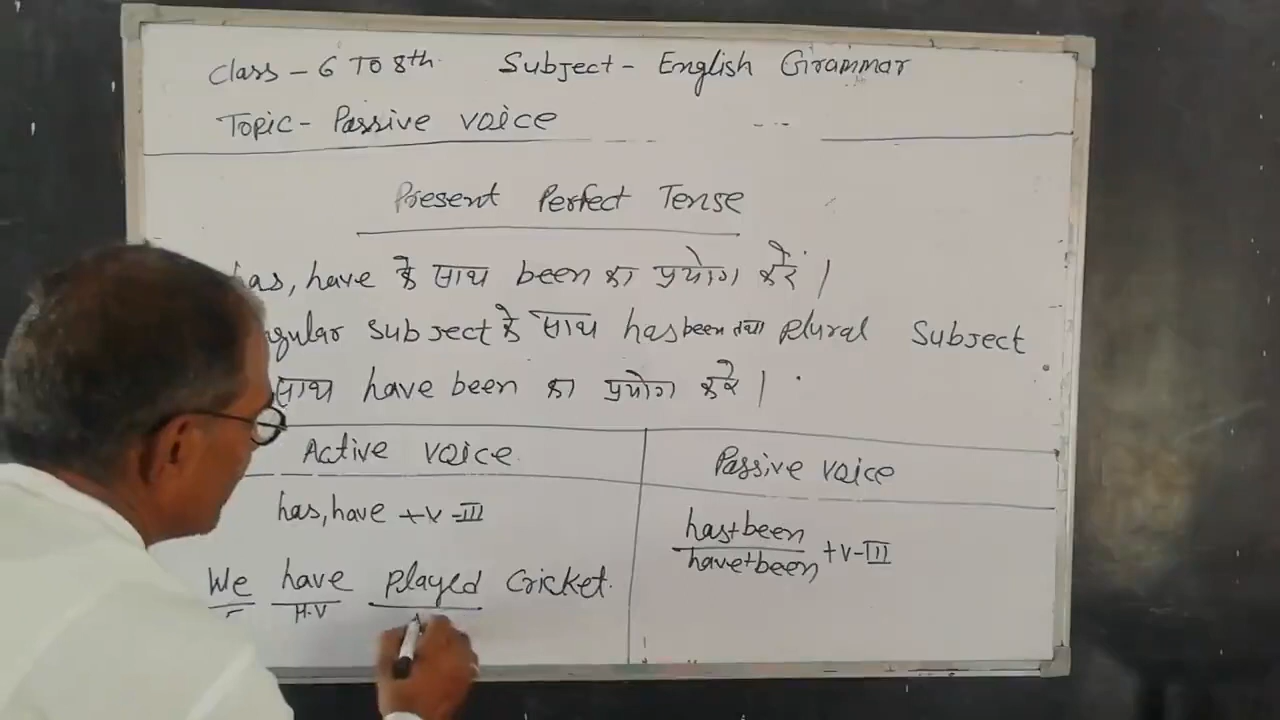 Class - 6 TO 8th. Subject - English Grammar
Topic - Passive voice
Present Perfect Tense
has, have के साथ been का प्रयोग करें |
subject के साथ has been तथा plural Subject
साथ have been का प्रयोग करे |
Active voice
Passive voice
has, have + V - III
has+been
have+been + V - III
We have played cricket.
H.V